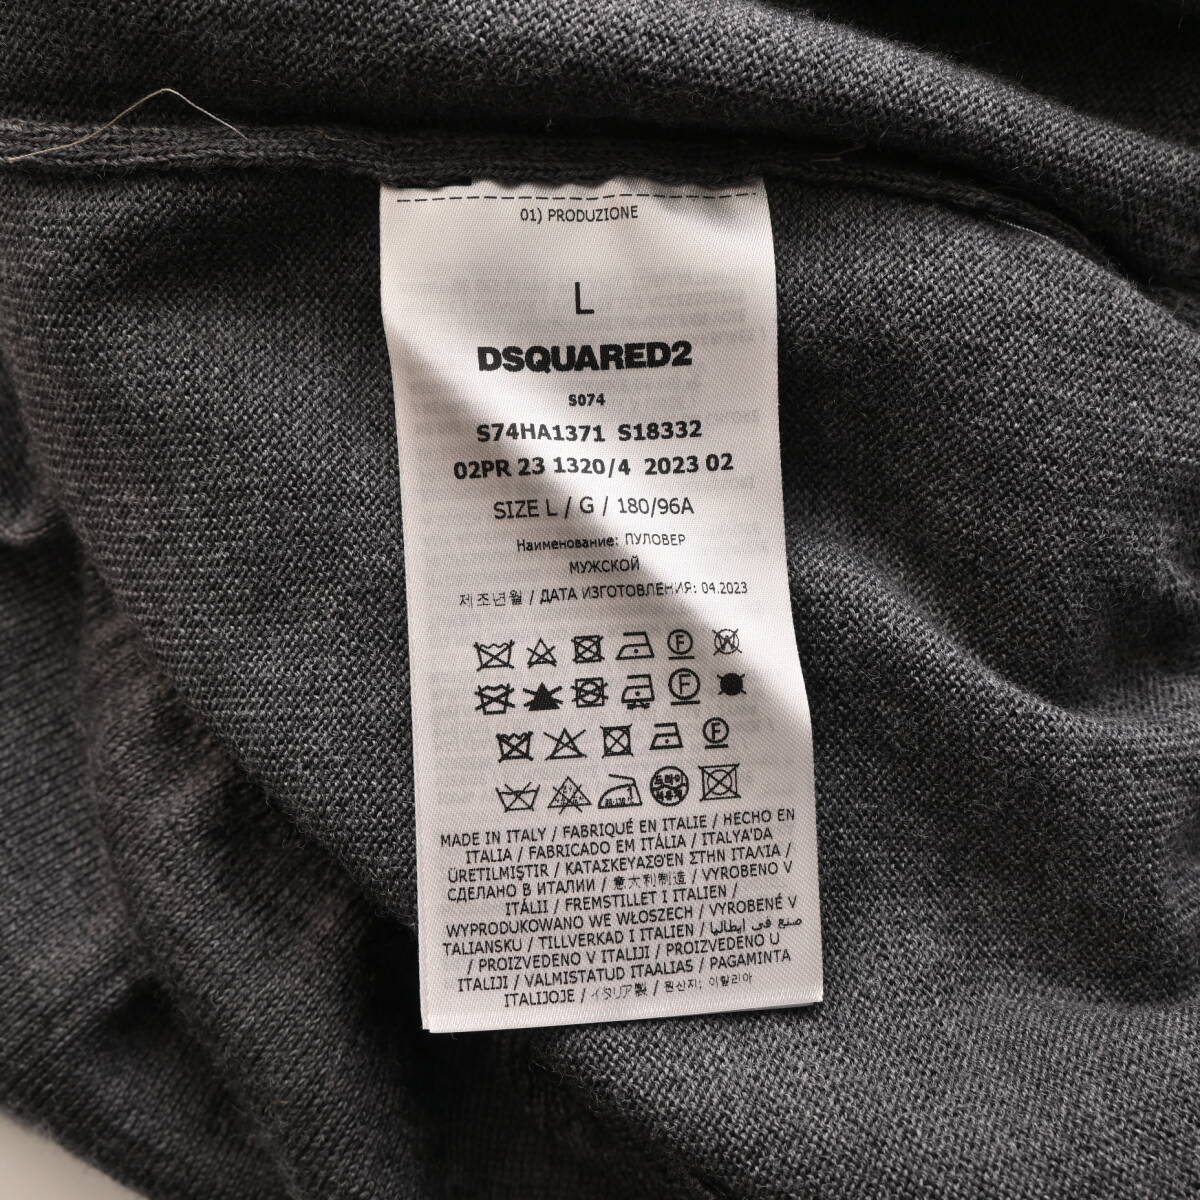 01) PRODUZIONE
L
DSQUARED2
S074
S74HA1371 S18332
02PR 23 1320/4 2023 02
SIZE L / G / 180/96A
Наименование: ПУЛОВЕР
МУЖСКОЙ
제조년월 / ДАТА ИЗГОТОВЛЕНИЯ: 04.2023
F W
F
F
MADE IN ITALY / FABRIQUÉ EN ITALIE / HECHO EN
ITALIA / FABRICADO EM ITÁLIA / ITALYA'DA
ÜRETILMIŞTIR / ΚΑΤΑΣΚΕΥΑΣΘΈΝ ΣΤΗΝ ΙΤΑΛΊΑ /
СДЕЛАНО В ИТАЛИИ / 意大利制造 / VYROBENO V
ITÁLII / FREMSTILLET I ITALIEN /
WYPRODUKOWANO WE WŁOSZECH / VYROBENÉ V
TALIANSKU / TILLVERKAD I ITALIEN / صنع في إيطاليا
/ PROIZVEDENO V ITALIJI / PROIZVEDENO U
ITALIJI / VALMISTATUD ITAALIAS / PAGAMINTA
ITALIJOJE / イタリア製 / 원산지: 이탈리아